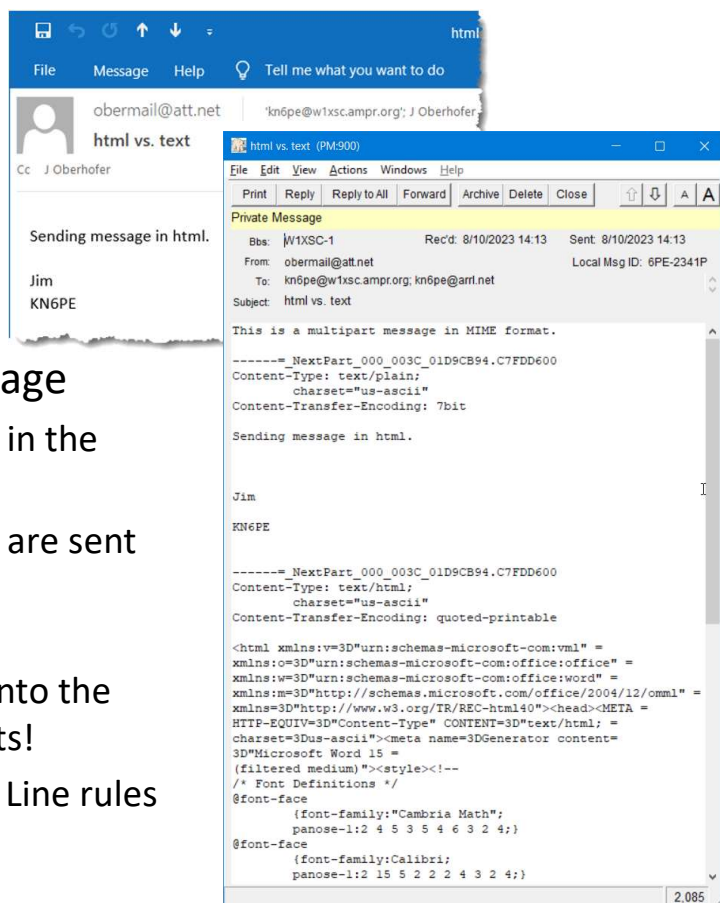 html
File Message Help Tell me what you want to do
obermail@att.net 'kn6pe@w1xsc.ampr.org'; J Oberhofer
html vs. text
Cc J Oberhofer
Sending message in html.
Jim
KN6PE
age
in the
are sent
nto the
ts!
Line rules
html vs. text (PM:900)
File Edit View Actions Windows Help
Print Reply Reply to All Forward Archive Delete Close A A
Private Message
Bbs: W1XSC-1 Rec'd: 8/10/2023 14:13 Sent: 8/10/2023 14:13
From: obermail@att.net Local Msg ID: 6PE-2341P
To: kn6pe@w1xsc.ampr.org; kn6pe@arrl.net
Subject: html vs. text
This is a multipart message in MIME format.
------=_NextPart_000_003C_01D9CB94.C7FDD600
Content-Type: text/plain;
charset="us-ascii"
Content-Transfer-Encoding: 7bit
Sending message in html.
Jim
KN6PE
------=_NextPart_000_003C_01D9CB94.C7FDD600
Content-Type: text/html;
charset="us-ascii"
Content-Transfer-Encoding: quoted-printable
<html xmlns:v=3D"urn:schemas-microsoft-com:vml" =
xmlns:o=3D"urn:schemas-microsoft-com:office:office" =
xmlns:w=3D"urn:schemas-microsoft-com:office:word" =
xmlns:m=3D"http://schemas.microsoft.com/office/2004/12/omml" =
xmlns=3D"http://www.w3.org/TR/REC-html40"><head><META =
HTTP-EQUIV=3D"Content-Type" CONTENT=3D"text/html; =
charset=3Dus-ascii"><meta name=3DGenerator content=
3D"Microsoft Word 15 =
(filtered medium)"><style><!--
/* Font Definitions */
@font-face
{font-family:"Cambria Math";
panose-1:2 4 5 3 5 4 6 3 2 4;}
@font-face
{font-family:Calibri;
panose-1:2 15 5 2 2 2 4 3 2 4;}
2,085